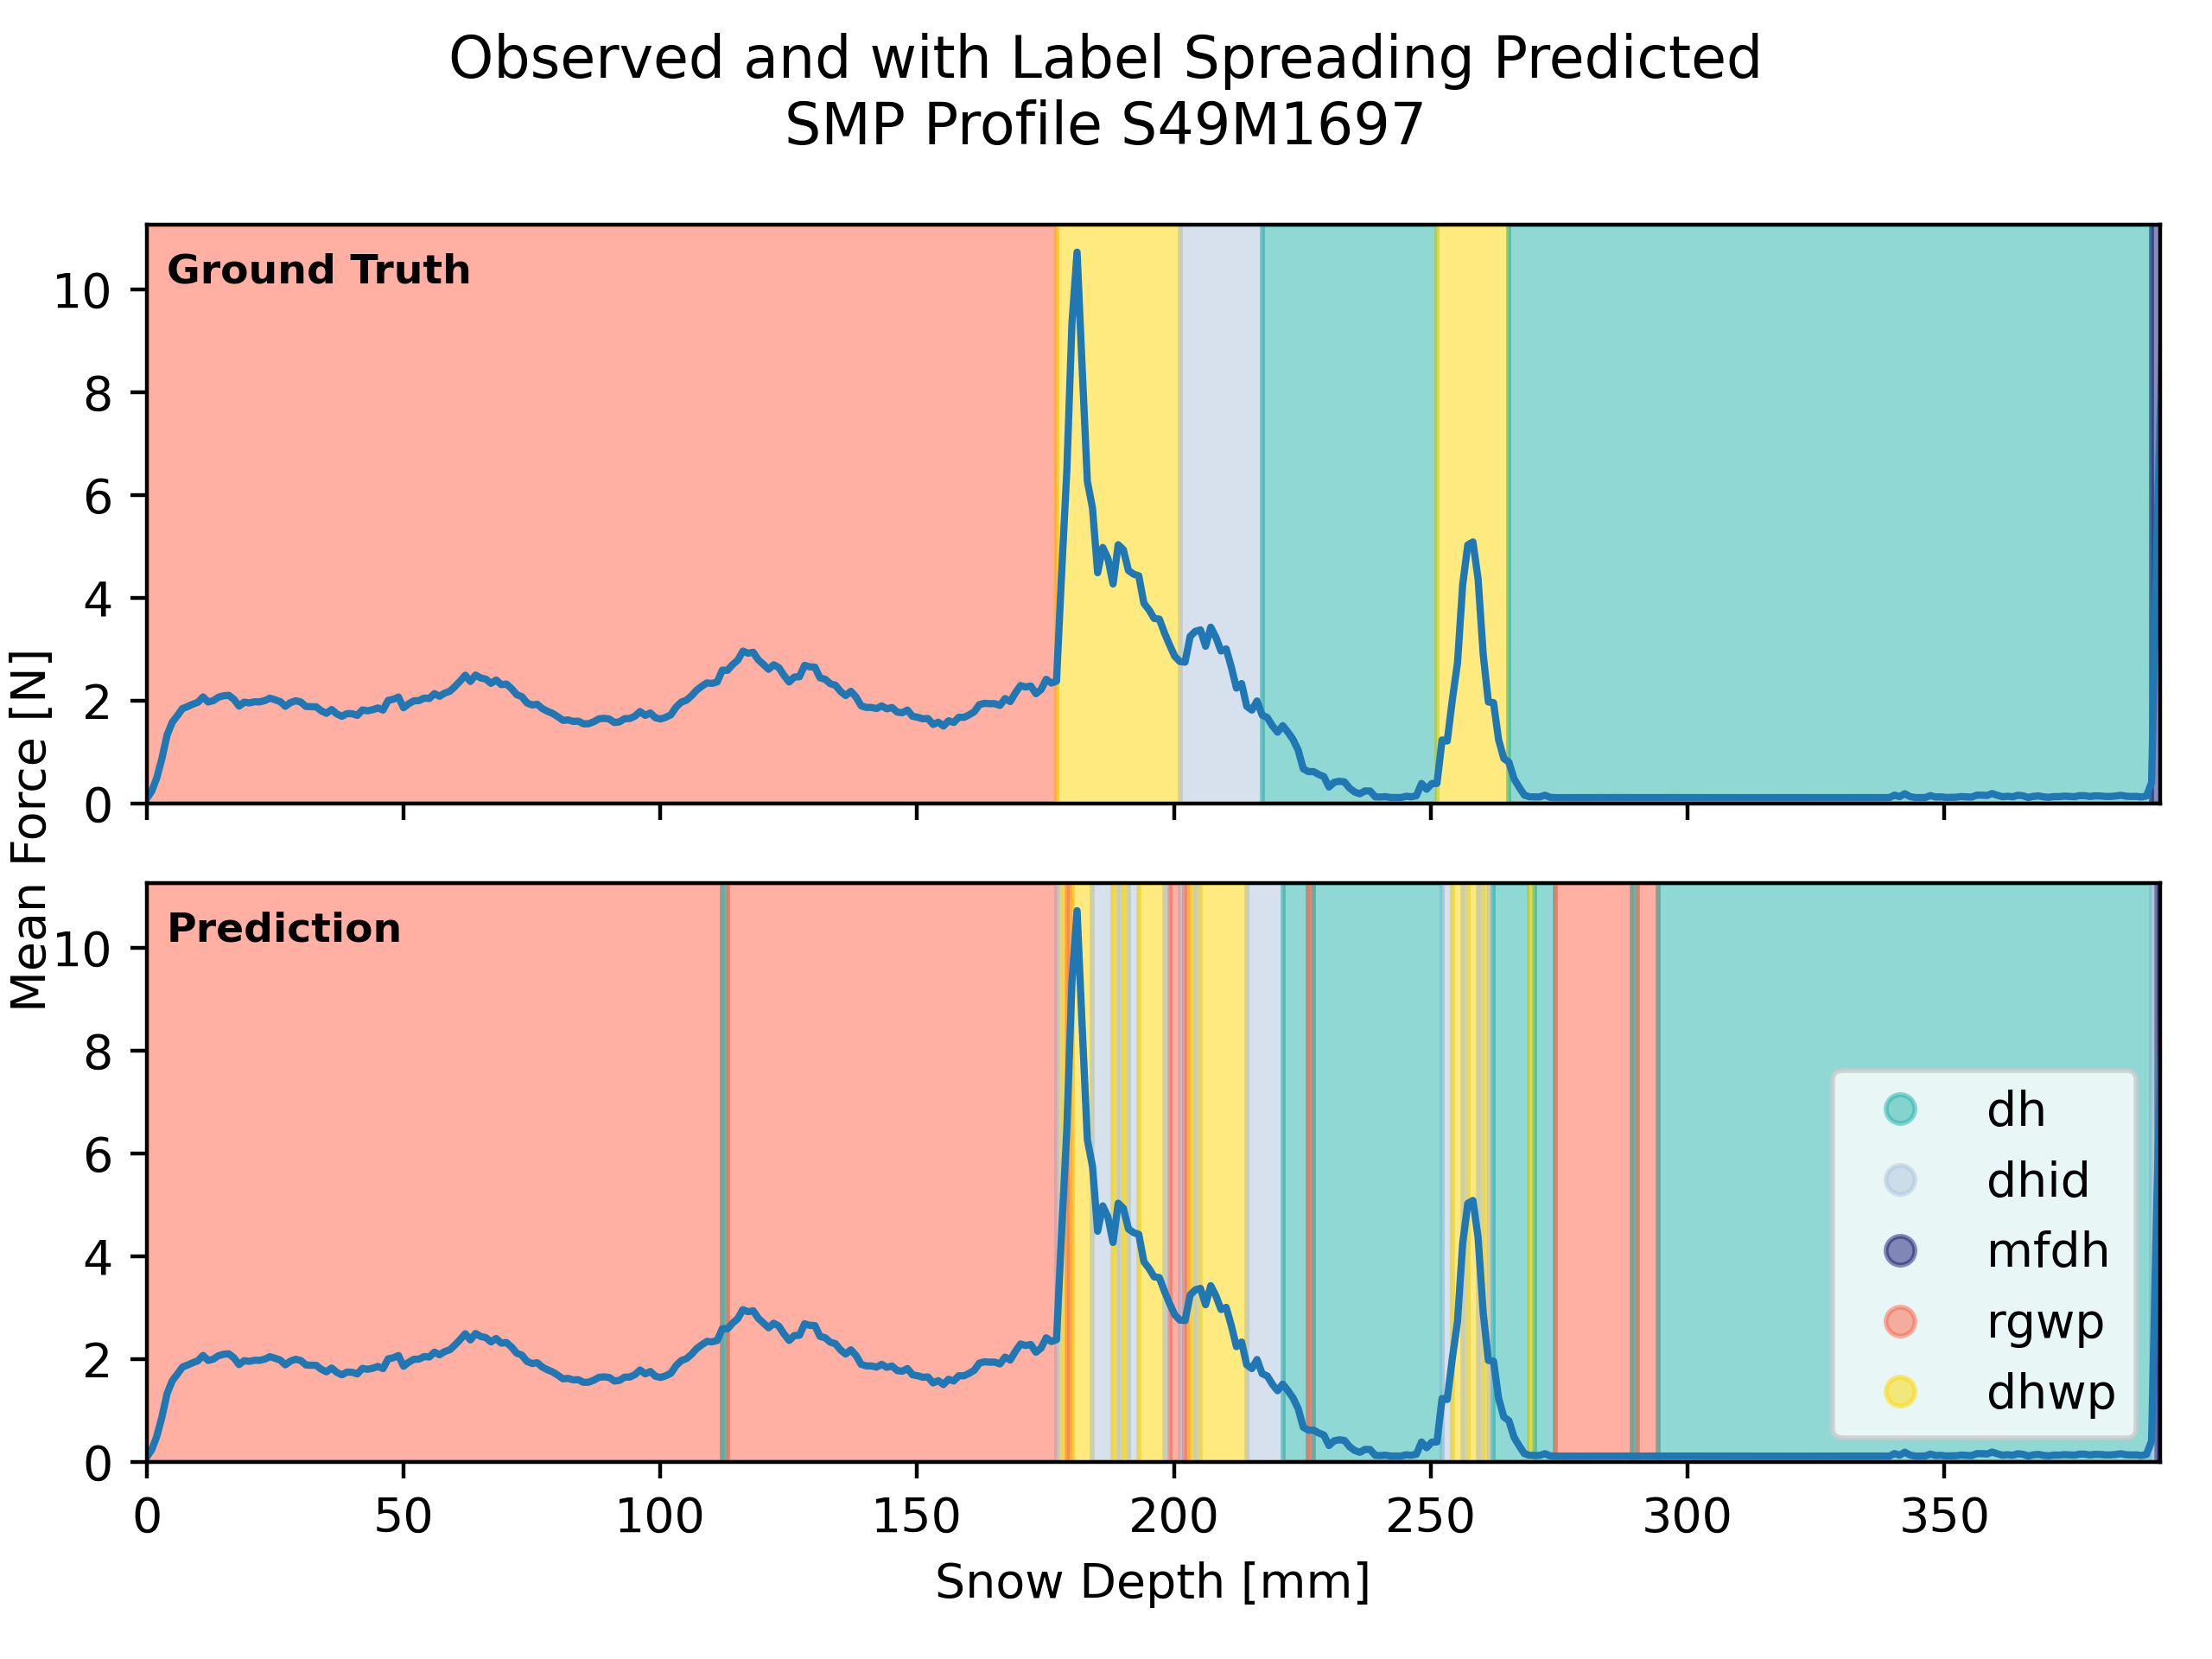 Observed and with Label Spreading Predicted
SMP Profile S49M1697
Ground Truth
10
8
6
4
2
0
Mean Force [N]
Prediction
10
8
6
4
2
0
dh
dhid
mfdh
rgwp
dhwp
0 50 100 150 200 250 300 350
Snow Depth [mm]